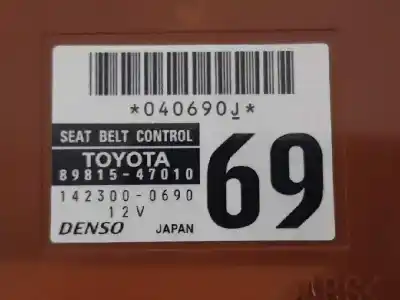 *040690J*
SEAT BELT CONTROL
TOYOTA
89815-47010
142300-0690
12V
DENSO JAPAN
69